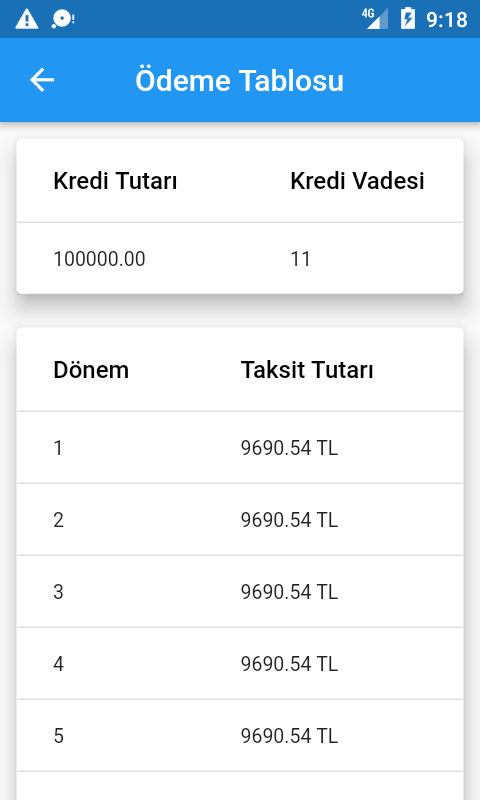 4G 9:18
Ödeme Tablosu
Kredi Tutarı Kredi Vadesi
100000.00 11
Dönem Taksit Tutarı
1 9690.54 TL
2 9690.54 TL
3 9690.54 TL
4 9690.54 TL
5 9690.54 TL